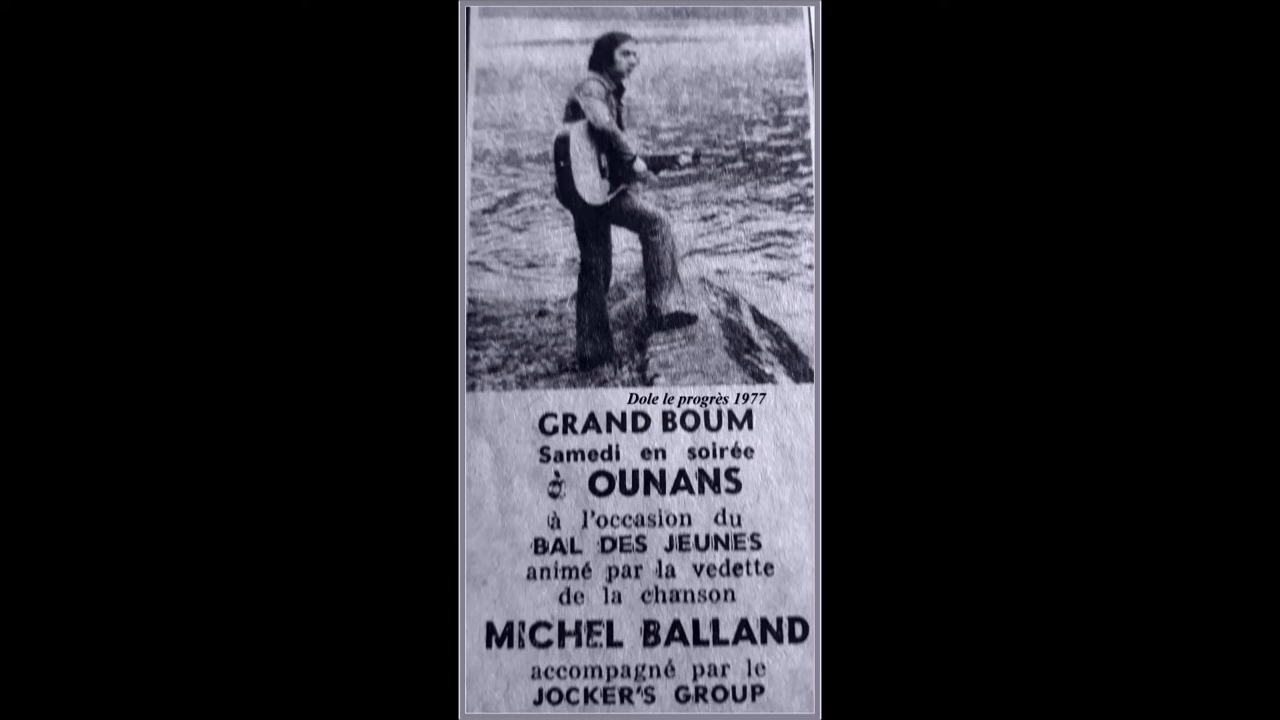 Dole le progrès 1977
GRAND BOUM
Samedi en soirée
à OUNANS
à l'occasion du
BAL DES JEUNES
animé par la vedette
de la chanson
MICHEL BALLAND
accompagné par le
JOCKER'S GROUP